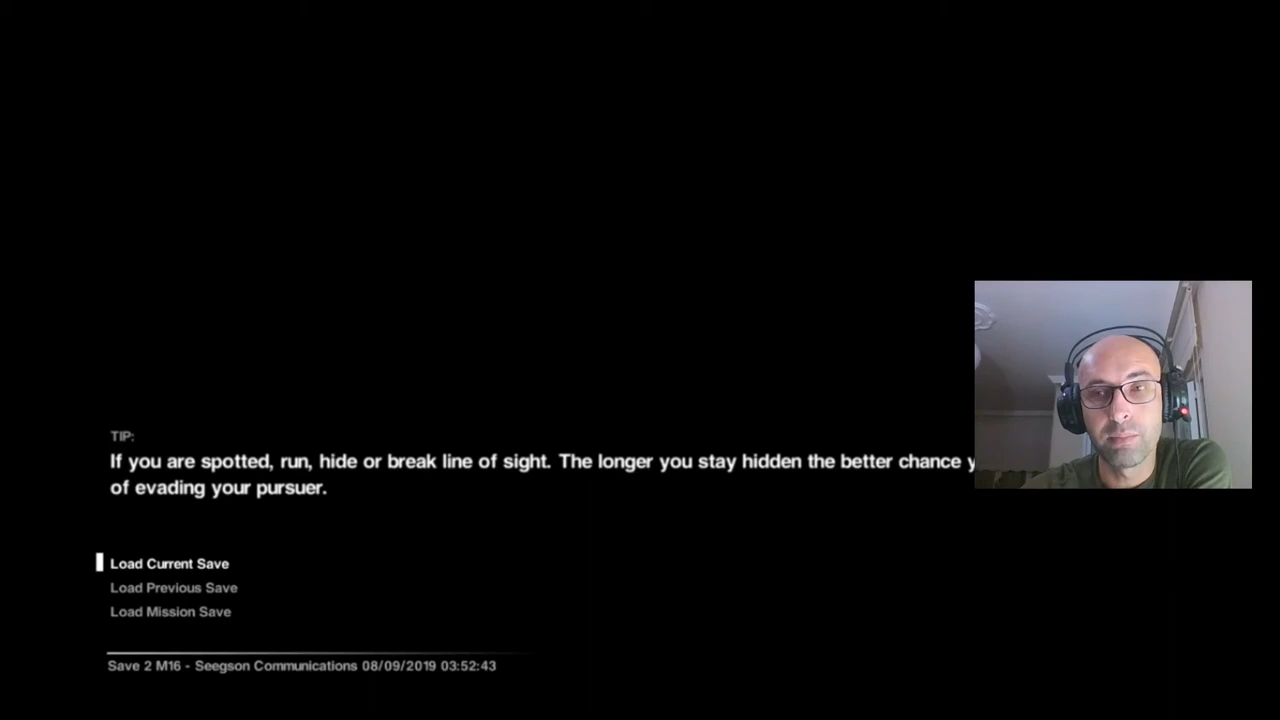 TIP:
If you are spotted, run, hide or break line of sight. The longer you stay hidden the better chance
of evading your pursuer.
Load Current Save
Load Previous Save
Load Mission Save
Save 2 M16 - Seegson Communications 08/09/2019 03:52:43